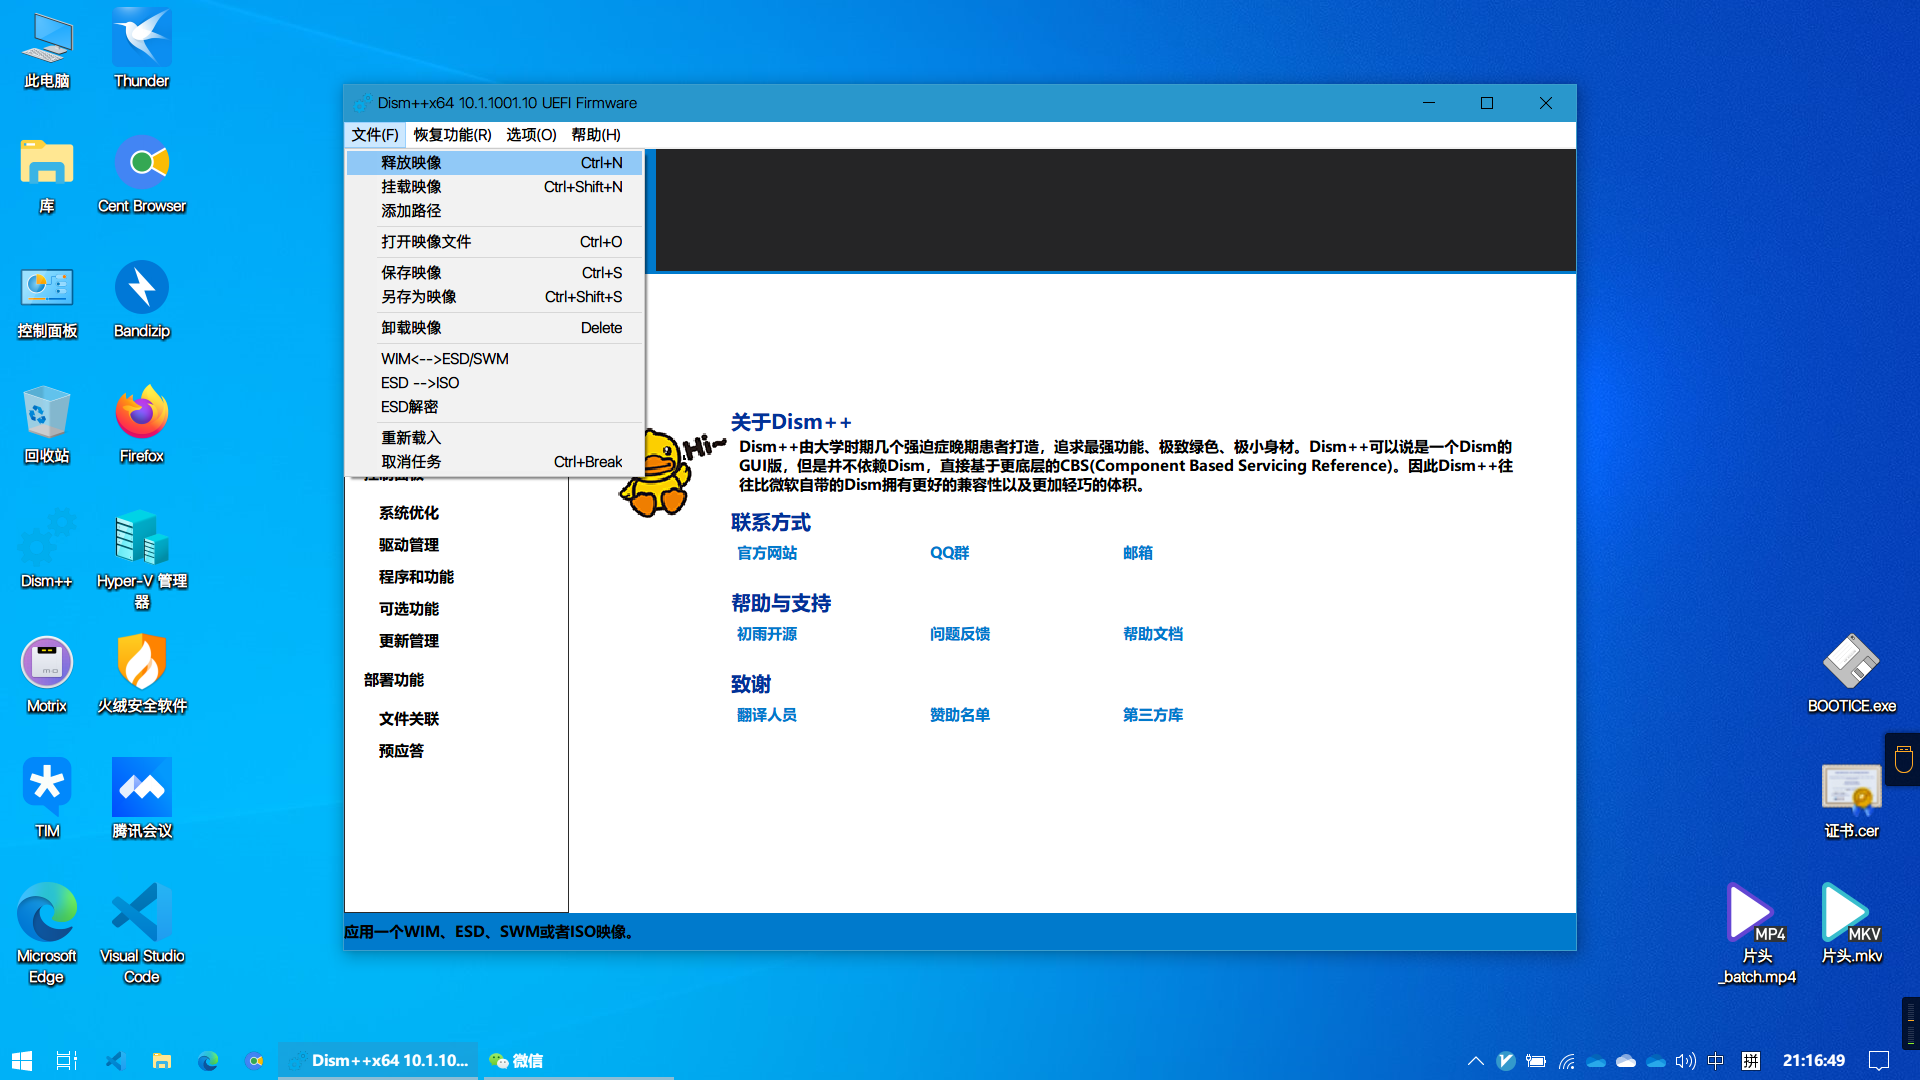 此电脑
Thunder
库
Cent Browser
控制面板
Bandizip
回收站
Firefox
Dism++
Hyper-V 管理
器
Motrix
火绒安全软件
TIM
腾讯会议
Microsoft
Edge
Visual Studio
Code
Dism++x64 10.1.1001.10 UEFI Firmware
文件(F) 恢复功能(R) 选项(O) 帮助(H)
释放映像 Ctrl+N
挂载映像 Ctrl+Shift+N
添加路径
打开映像文件 Ctrl+O
保存映像 Ctrl+S
另存为映像 Ctrl+Shift+S
卸载映像 Delete
WIM<-->ESD/SWM
ESD -->ISO
ESD解密
重新载入
取消任务 Ctrl+Break
控制面板
系统优化
驱动管理
程序和功能
可选功能
更新管理
部署功能
文件关联
预应答
Hi~
关于Dism++
Dism++由大学时期几个强迫症晚期患者打造，追求最强功能、极致绿色、极小身材。Dism++可以说是一个Dism的
GUI版，但是并不依赖Dism，直接基于更底层的CBS(Component Based Servicing Reference)。因此Dism++往
往比微软自带的Dism拥有更好的兼容性以及更加轻巧的体积。
联系方式
官方网站 QQ群 邮箱
帮助与支持
初雨开源 问题反馈 帮助文档
致谢
翻译人员 赞助名单 第三方库
应用一个WIM、ESD、SWM或者ISO映像。
BOOTICE.exe
证书.cer
MP4
片头
_batch.mp4
MKV
片头.mkv
Dism++x64 10.1.10...
微信
中
拼
21:16:49